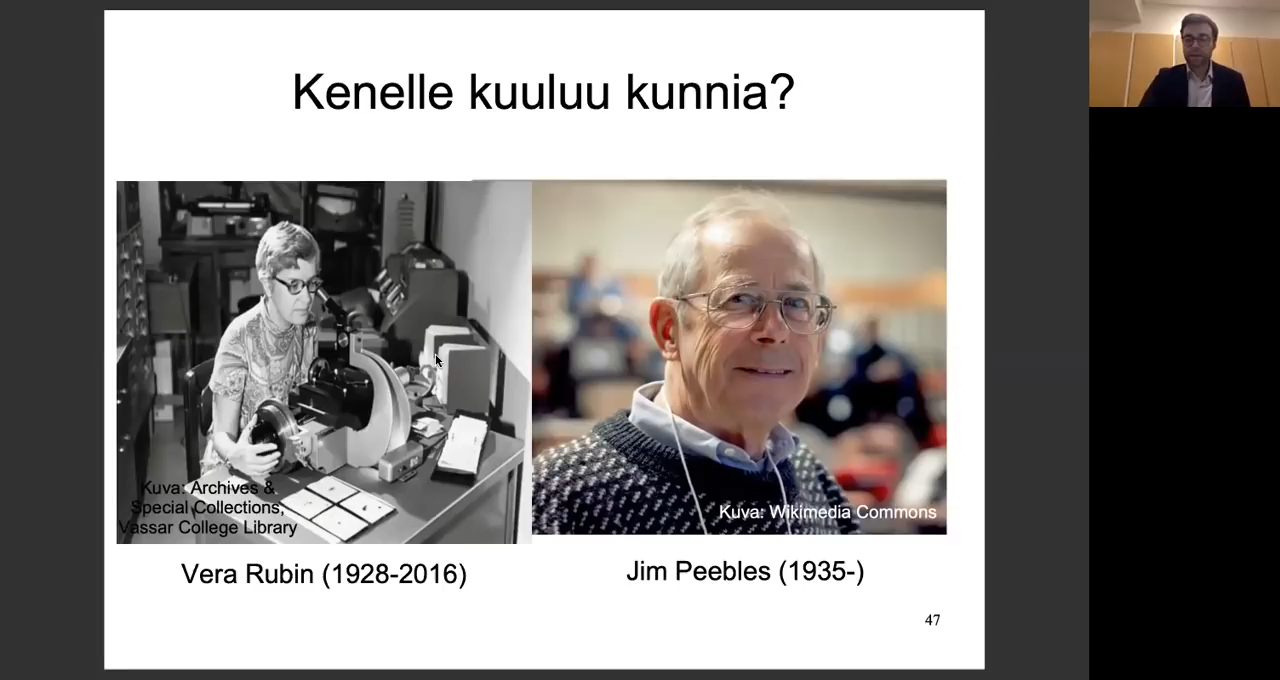 Kenelle kuuluu kunnia?
Kuva: Archives &
Special Collections,
Vassar College Library
Kuva: Wikimedia Commons
Vera Rubin (1928-2016)
Jim Peebles (1935-)
47